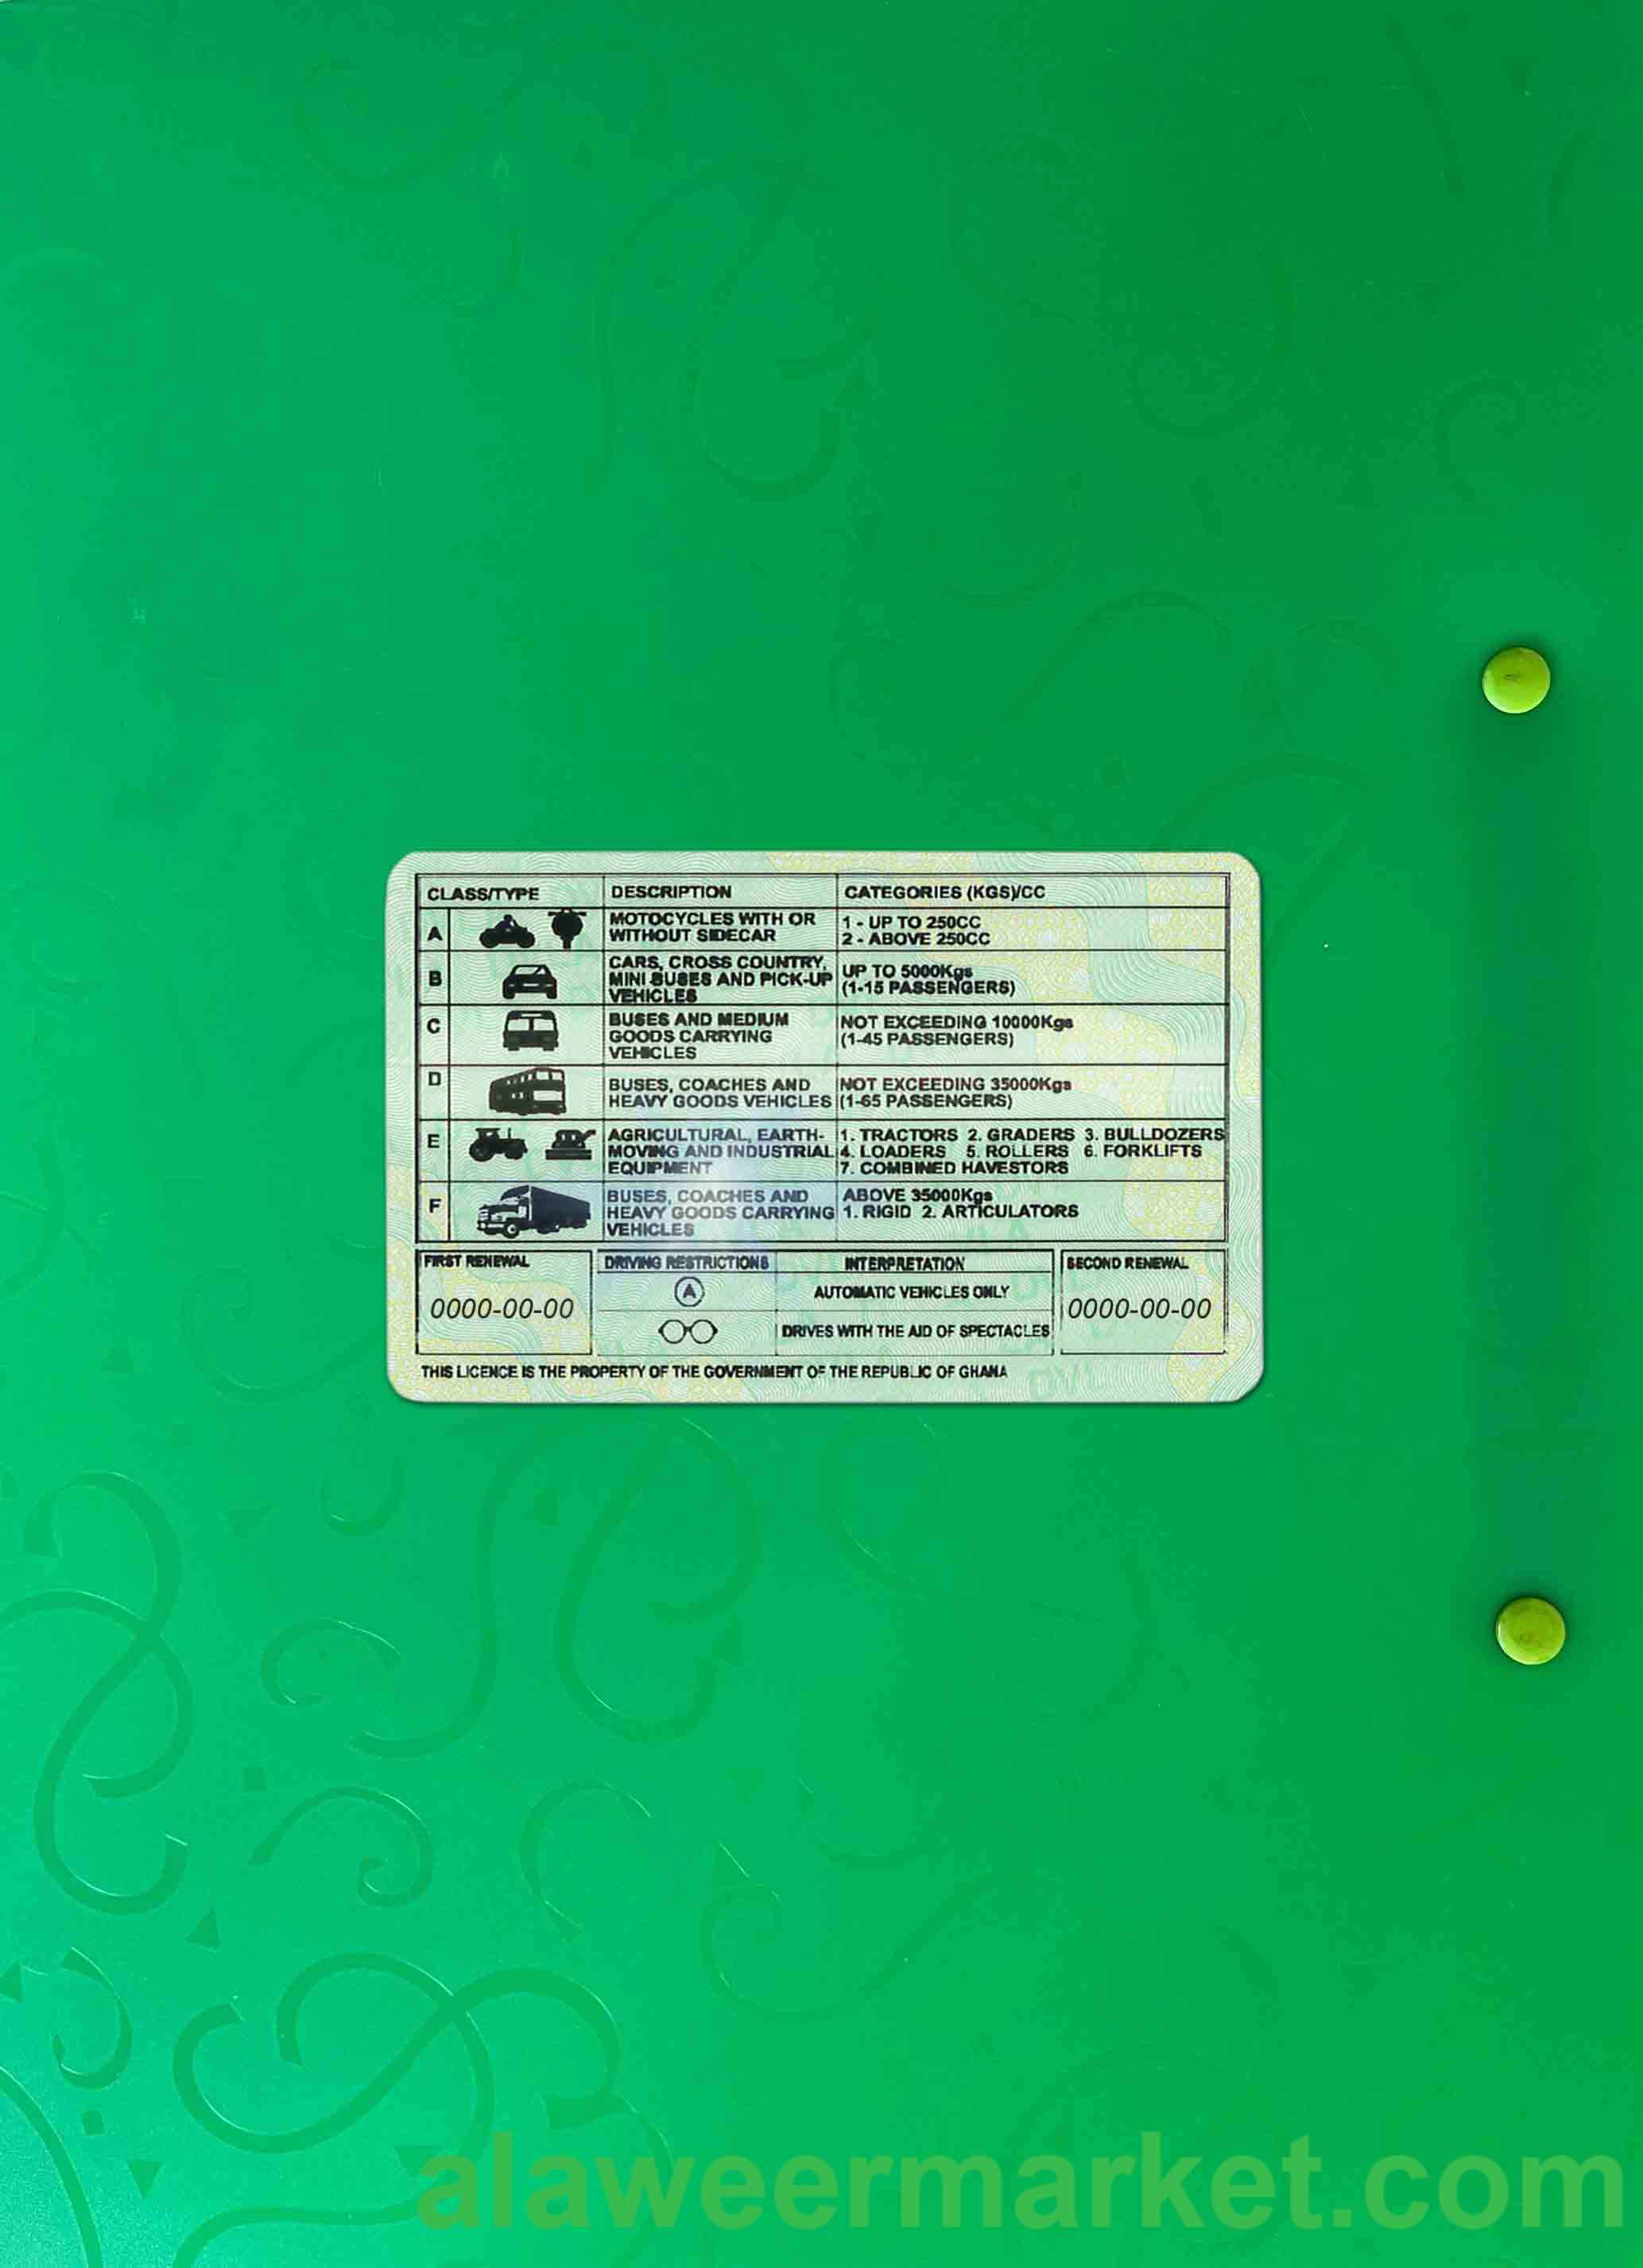 CLASS/TYPE DESCRIPTION CATEGORIES (KGS)/CC
A MOTOCYCLES WITH OR WITHOUT SIDECAR 1 - UP TO 250CC
2 - ABOVE 250CC
B CARS, CROSS COUNTRY, MINI BUSES AND PICK-UP VEHICLES UP TO 5000Kgs
(1-15 PASSENGERS)
C BUSES AND MEDIUM GOODS CARRYING VEHICLES NOT EXCEEDING 10000Kgs
(1-45 PASSENGERS)
D BUSES, COACHES AND HEAVY GOODS VEHICLES NOT EXCEEDING 35000Kgs
(1-65 PASSENGERS)
E AGRICULTURAL, EARTH-MOVING AND INDUSTRIAL EQUIPMENT 1. TRACTORS 2. GRADERS 3. BULLDOZERS
4. LOADERS 5. ROLLERS 6. FORKLIFTS
7. COMBINED HAVESTORS
F BUSES, COACHES AND HEAVY GOODS CARRYING VEHICLES ABOVE 35000Kgs
1. RIGID 2. ARTICULATORS
FIRST RENEWAL
0000-00-00
DRIVING RESTRICTIONS INTERPRETATION
A AUTOMATIC VEHICLES ONLY
DRIVES WITH THE AID OF SPECTACLES
SECOND RENEWAL
0000-00-00
THIS LICENCE IS THE PROPERTY OF THE GOVERNMENT OF THE REPUBLIC OF GHANA
alaweermarket.com